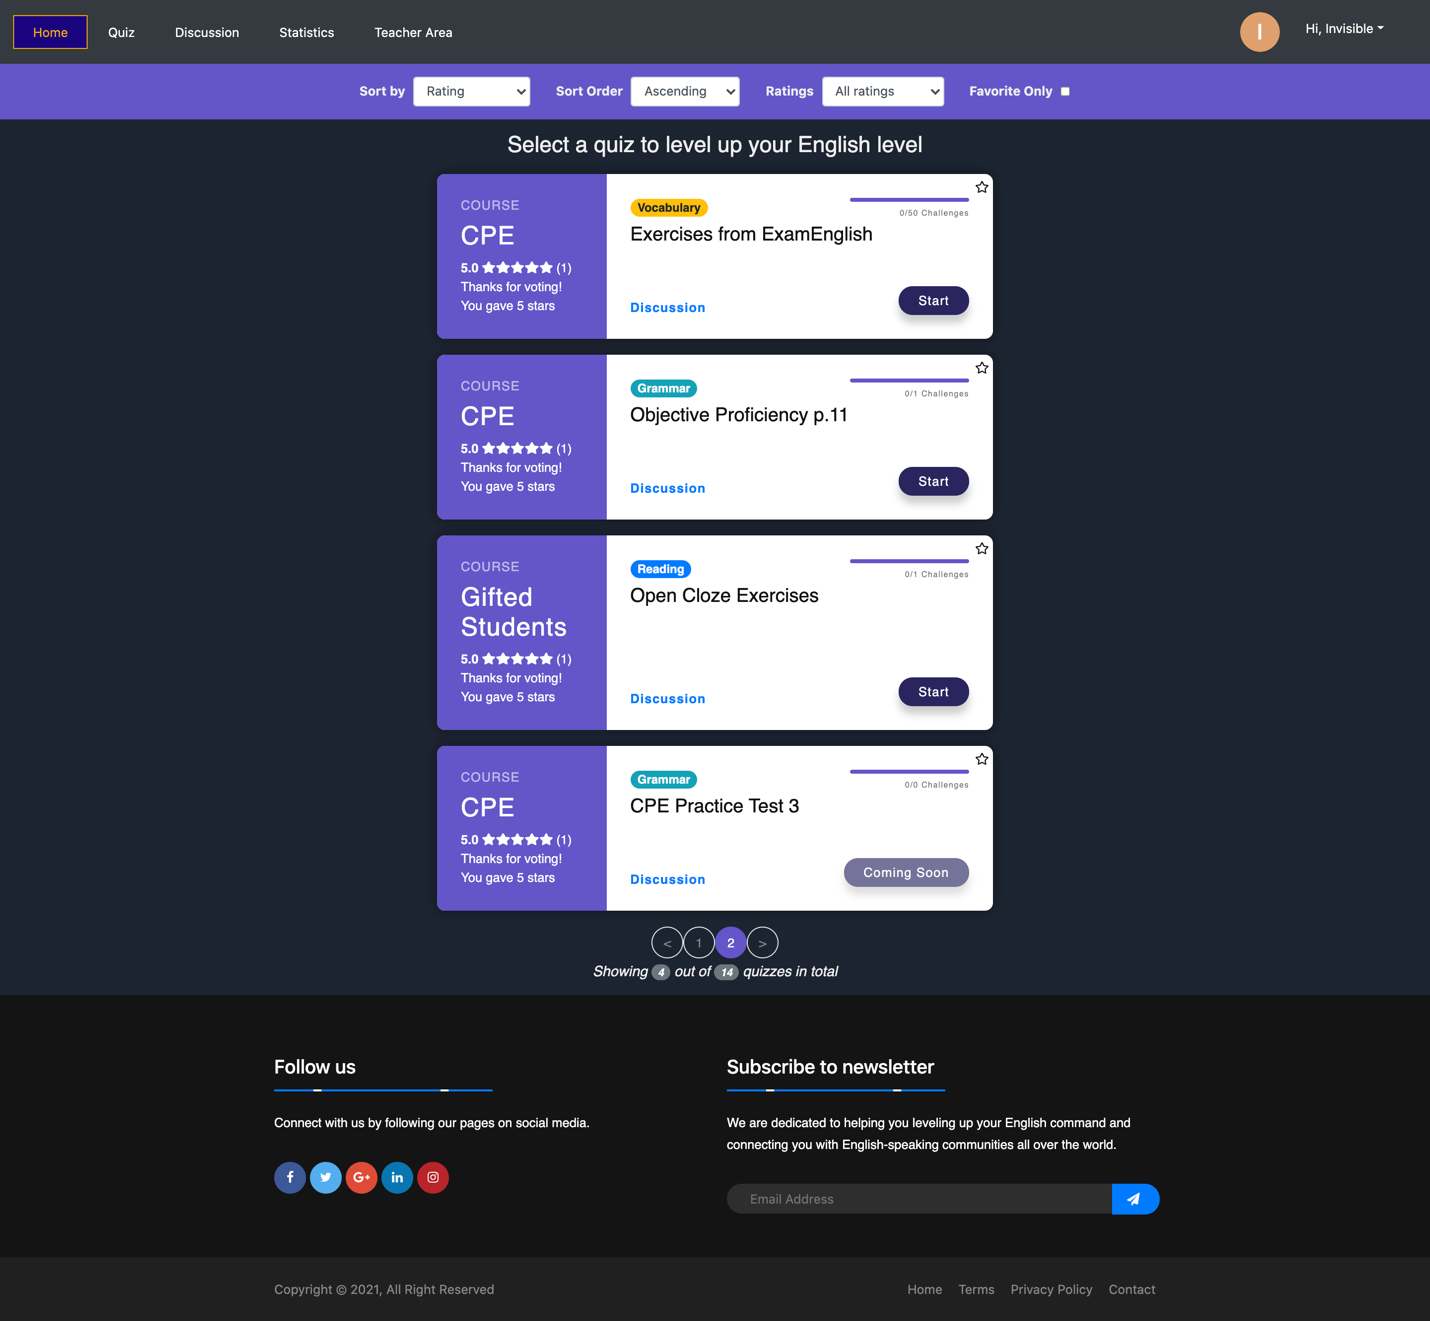 Home Quiz Discussion Statistics Teacher Area I Hi, Invisible
Sort by Rating Sort Order Ascending Ratings All ratings Favorite Only
Select a quiz to level up your English level
COURSE
CPE
5.0 (1)
Thanks for voting!
You gave 5 stars
Vocabulary
0/50 Challenges
Exercises from ExamEnglish
Discussion
Start
COURSE
CPE
5.0 (1)
Thanks for voting!
You gave 5 stars
Grammar
0/1 Challenges
Objective Proficiency p.11
Discussion
Start
COURSE
Gifted
Students
5.0 (1)
Thanks for voting!
You gave 5 stars
Reading
0/1 Challenges
Open Cloze Exercises
Discussion
Start
COURSE
CPE
5.0 (1)
Thanks for voting!
You gave 5 stars
Grammar
0/0 Challenges
CPE Practice Test 3
Discussion
Coming Soon
< 1 2 >
Showing 4 out of 14 quizzes in total
Follow us
Connect with us by following our pages on social media.
f G+ in
Subscribe to newsletter
We are dedicated to helping you leveling up your English command and
connecting you with English-speaking communities all over the world.
Email Address
Copyright © 2021, All Right Reserved
Home Terms Privacy Policy Contact